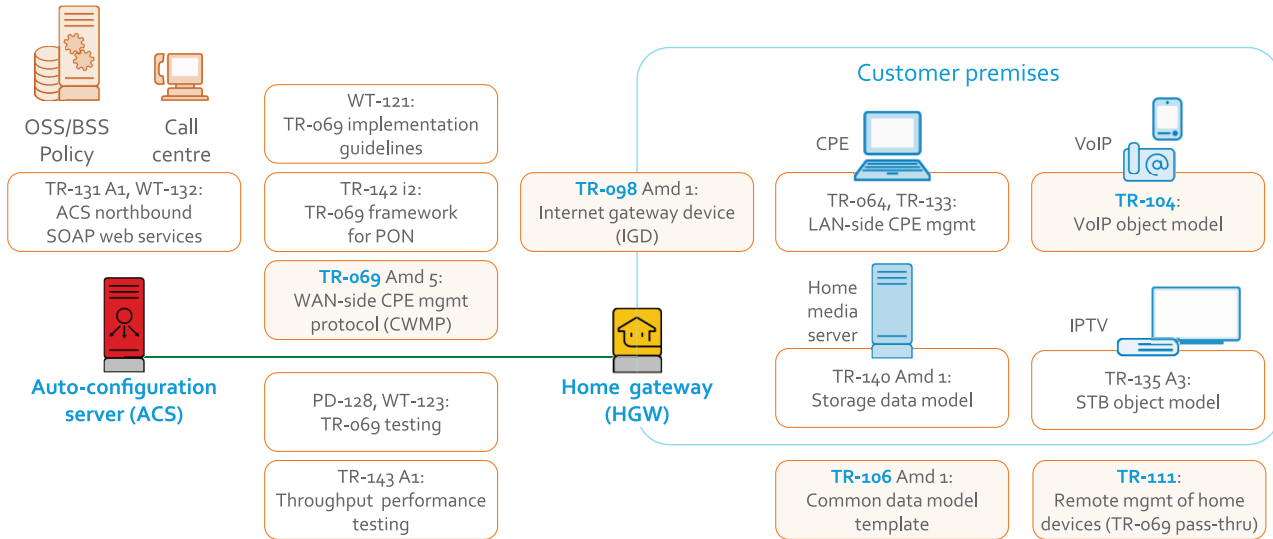 Customer premises
OSS/BSS
Policy
Call
centre
TR-131 A1, WT-132:
ACS northbound
SOAP web services
WT-121:
TR-069 implementation
guidelines
TR-142 i2:
TR-069 framework
for PON
TR-069 Amd 5:
WAN-side CPE mgmt
protocol (CWMP)
TR-098 Amd 1:
Internet gateway device
(IGD)
CPE
TR-064, TR-133:
LAN-side CPE mgmt
VoIP
@
TR-104:
VoIP object model
Home
media
server
TR-140 Amd 1:
Storage data model
IPTV
TR-135 A3:
STB object model
Auto-configuration
server (ACS)
Home gateway
(HGW)
PD-128, WT-123:
TR-069 testing
TR-143 A1:
Throughput performance
testing
TR-106 Amd 1:
Common data model
template
TR-111:
Remote mgmt of home
devices (TR-069 pass-thru)